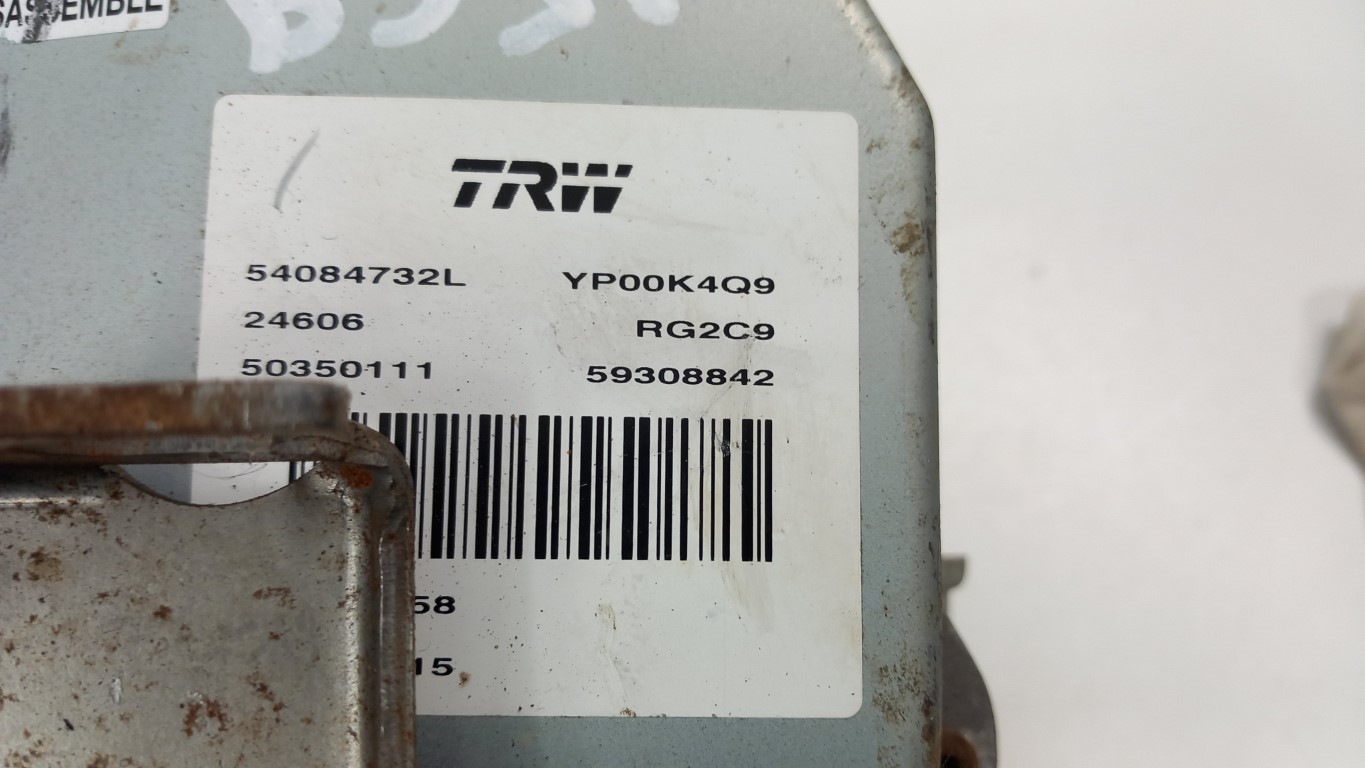 TRW
54084732L YP00K4Q9
24606 RG2C9
50350111 59308842
58
15